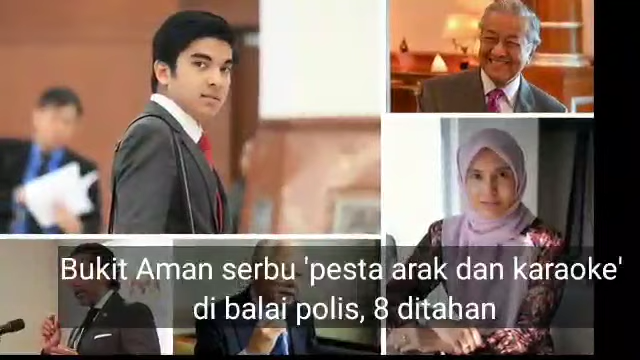 Bukit Aman serbu 'pesta arak dan karaoke'
di balai polis, 8 ditahan